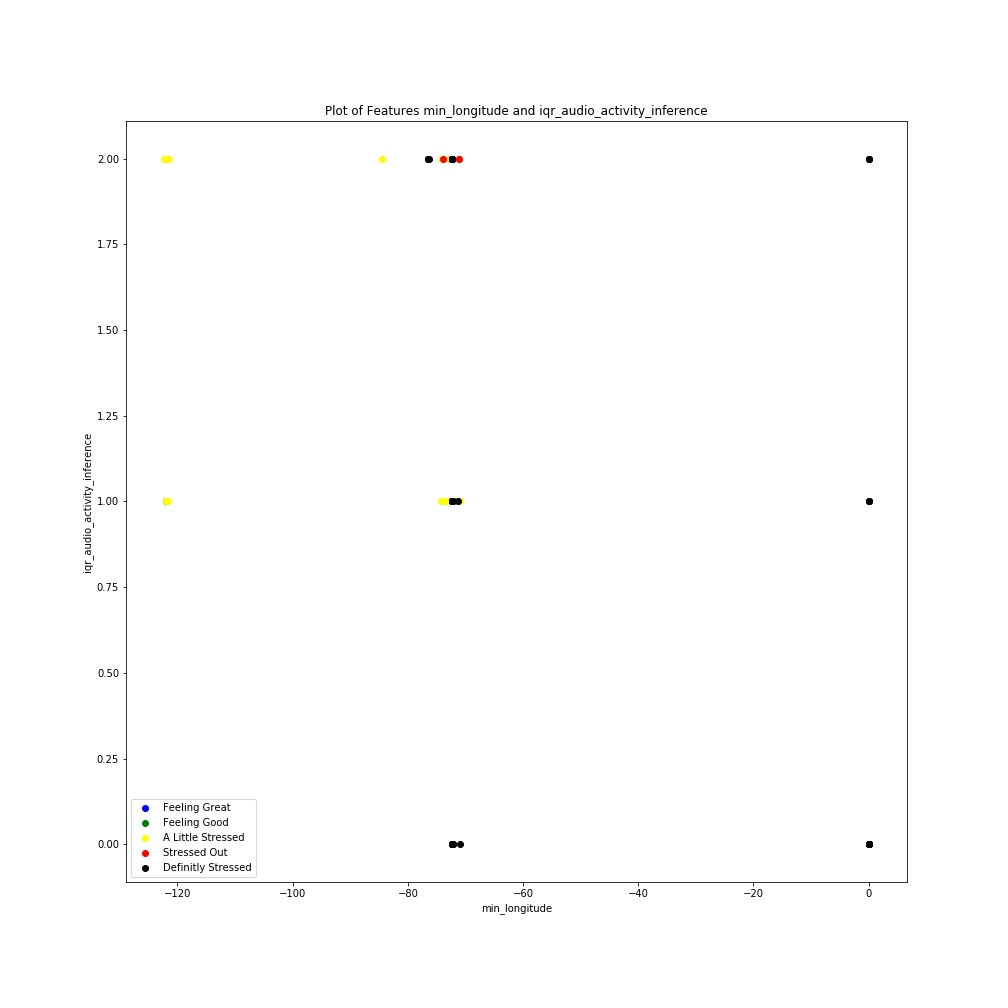 Plot of Features min_longitude and iqr_audio_activity_inference
2.00
1.75
1.50
1.25
1.00
0.75
0.50
0.25
0.00
iqr_audio_activity_inference
Feeling Great
Feeling Good
A Little Stressed
Stressed Out
Definitly Stressed
−120 −100 −80 −60 −40 −20 0
min_longitude